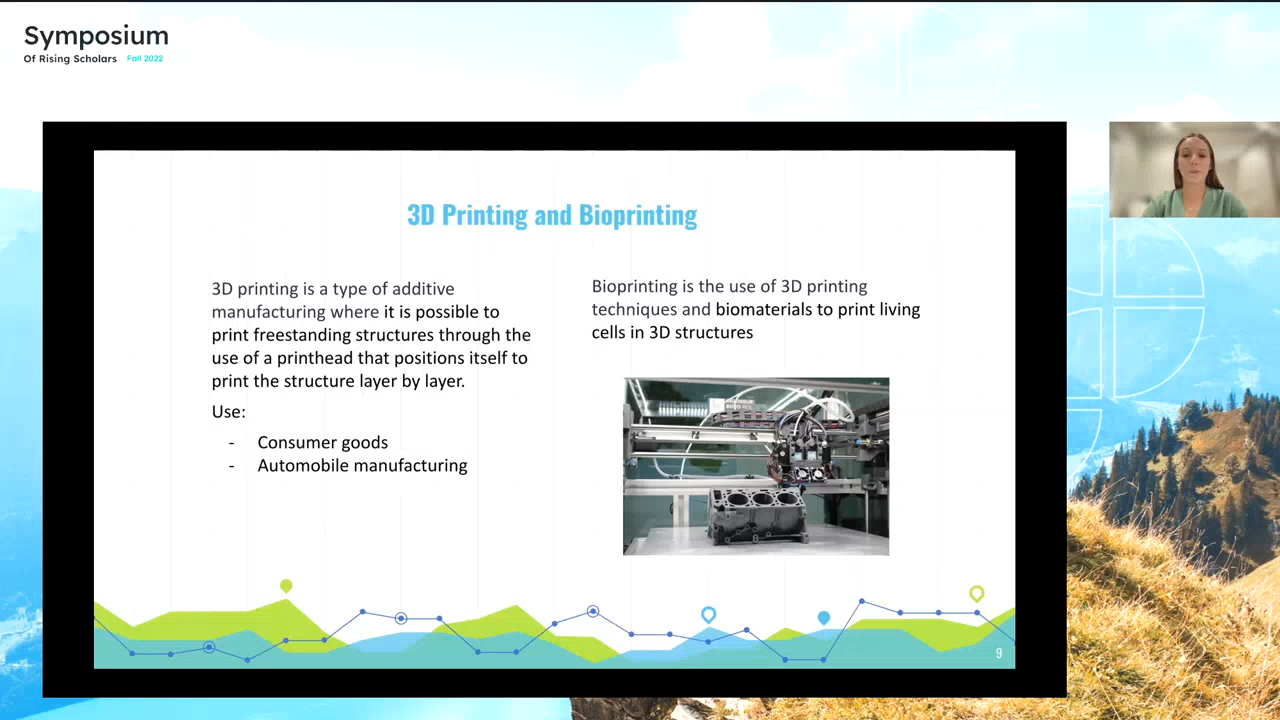 Symposium
Of Rising Scholars Fall 2022
3D Printing and Bioprinting
3D printing is a type of additive
manufacturing where it is possible to
print freestanding structures through the
use of a printhead that positions itself to
print the structure layer by layer.
Use:
- Consumer goods
- Automobile manufacturing
Bioprinting is the use of 3D printing
techniques and biomaterials to print living
cells in 3D structures
9